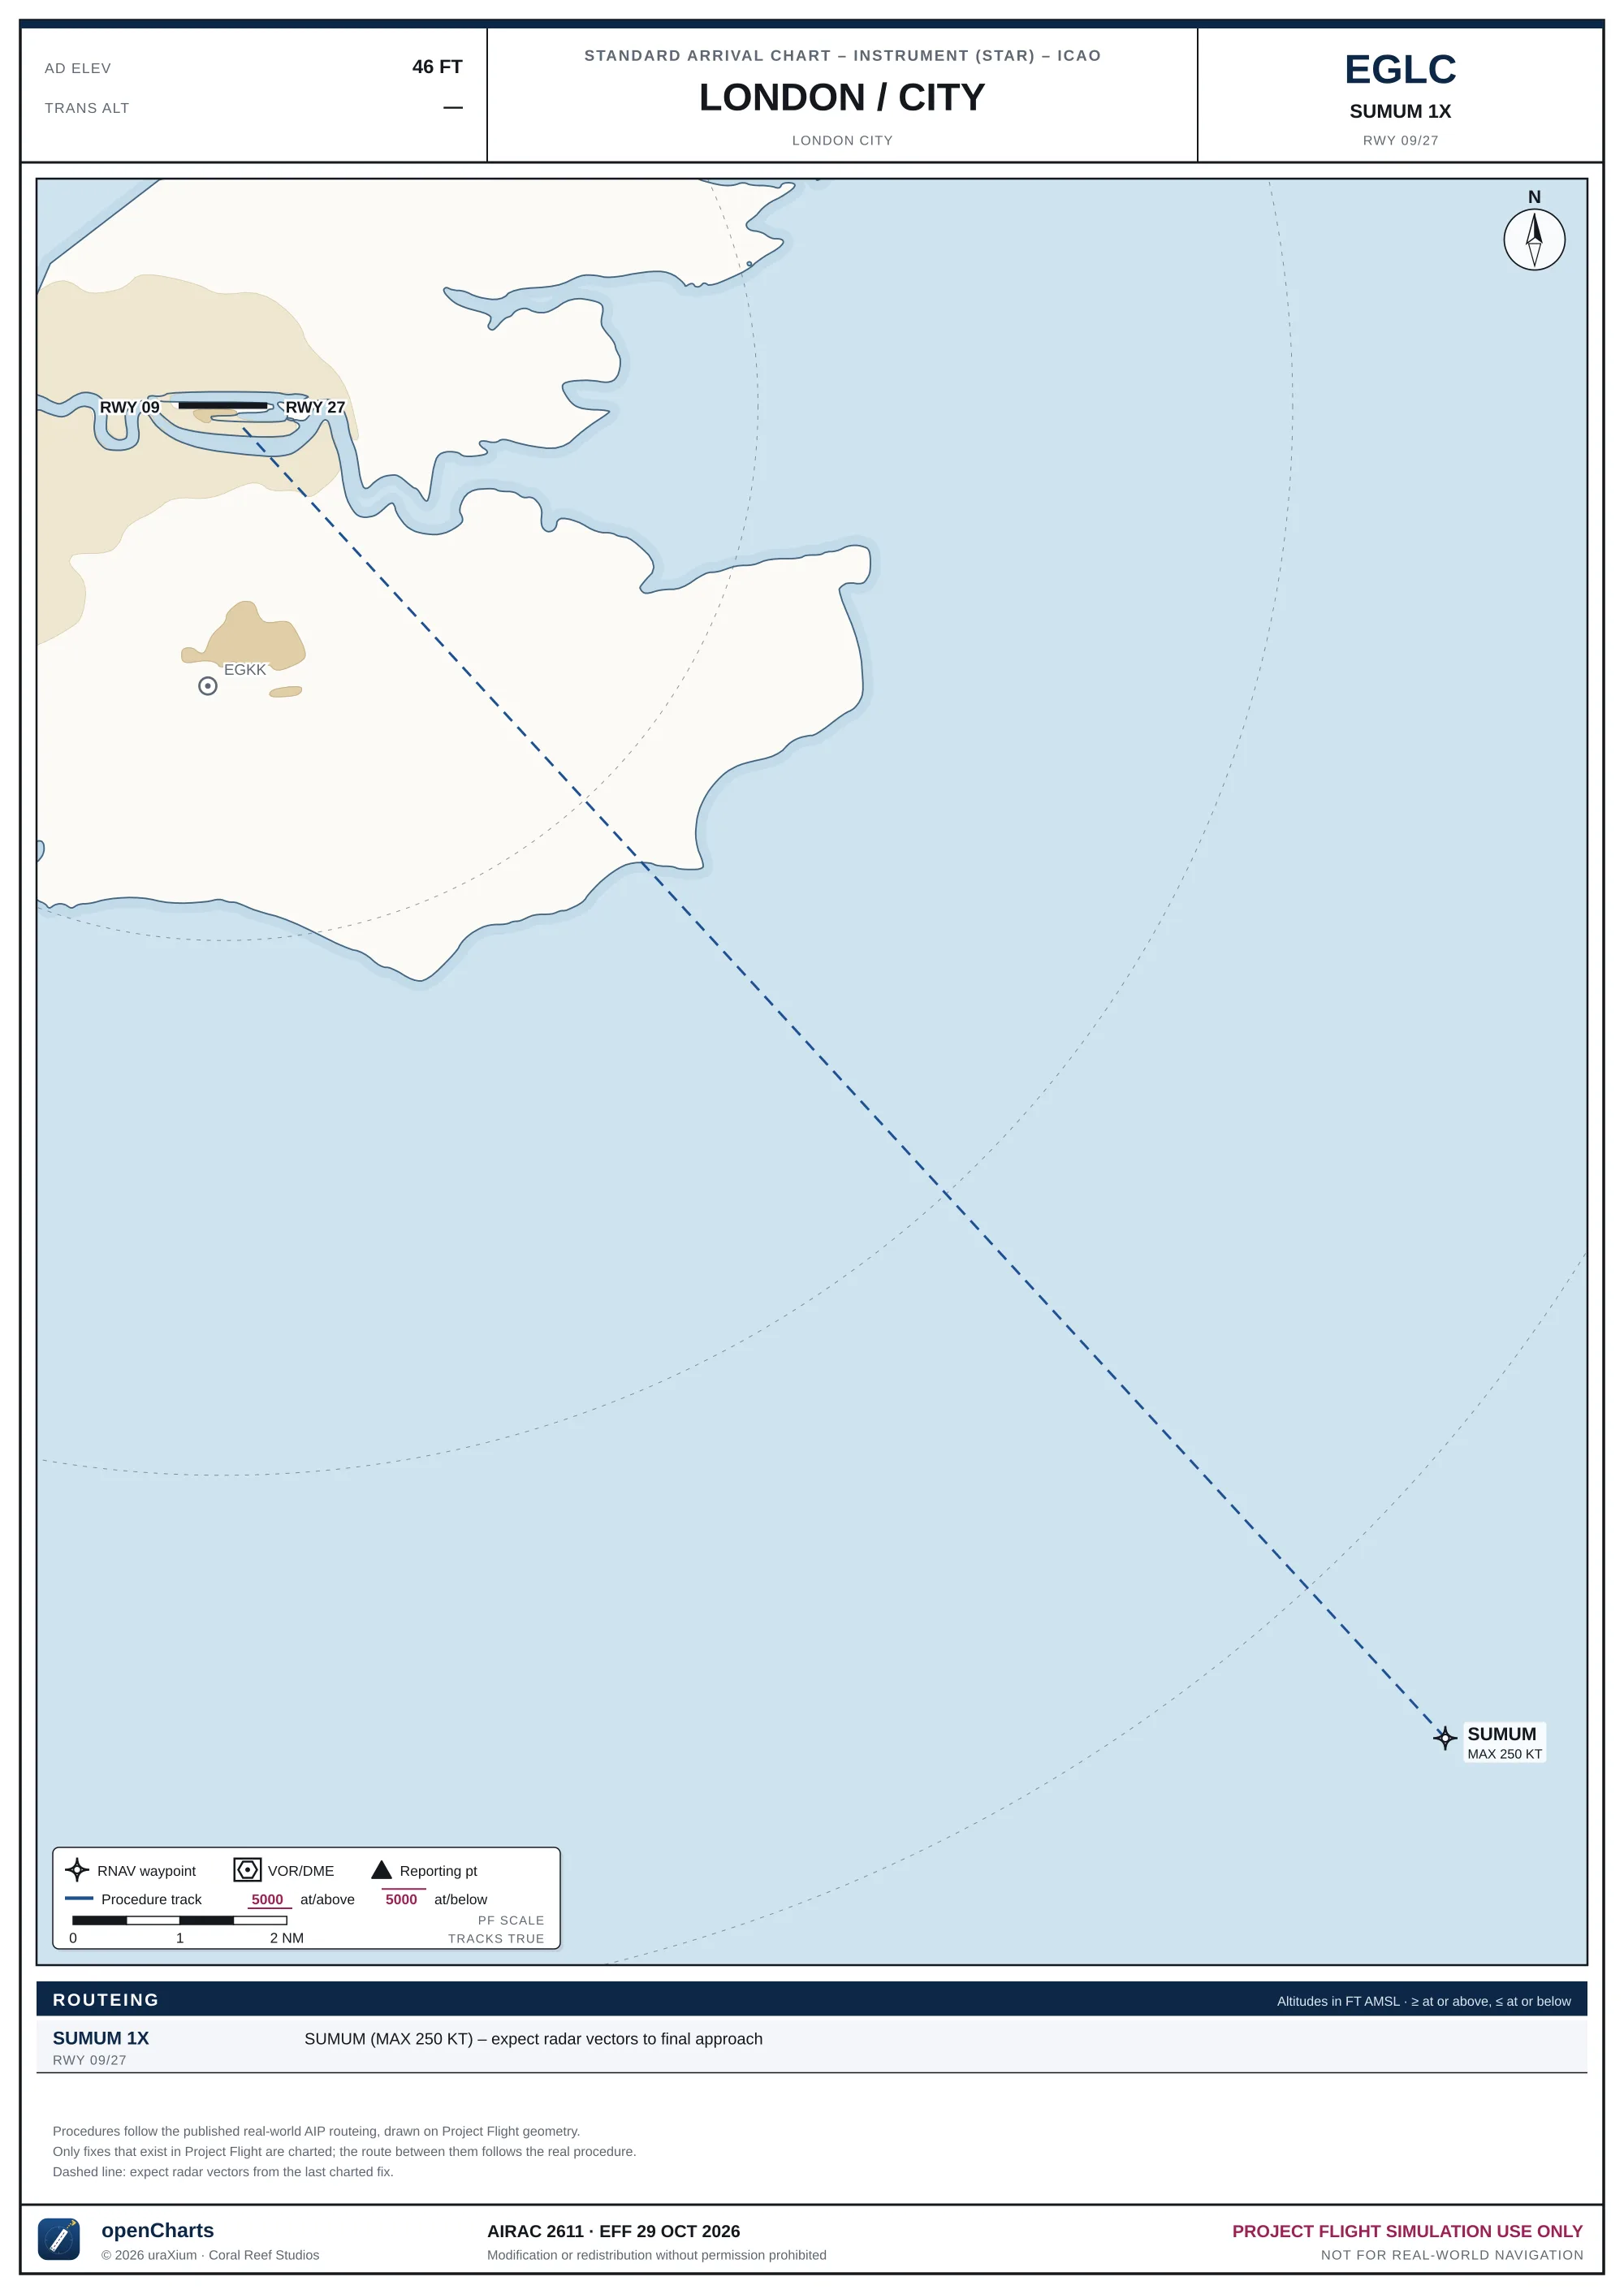 AD ELEV 46 FT
TRANS ALT —
STANDARD ARRIVAL CHART – INSTRUMENT (STAR) – ICAO
LONDON / CITY
LONDON CITY
EGLC
SUMUM 1X
RWY 09/27
N
RWY 09
RWY 27
EGKK
SUMUM
MAX 250 KT
RNAV waypoint VOR/DME Reporting pt
Procedure track 5000 at/above 5000 at/below
PF SCALE
0 1 2 NM TRACKS TRUE
ROUTEING Altitudes in FT AMSL · ≥ at or above, ≤ at or below
SUMUM 1X SUMUM (MAX 250 KT) – expect radar vectors to final approach
RWY 09/27
Procedures follow the published real-world AIP routeing, drawn on Project Flight geometry.
Only fixes that exist in Project Flight are charted; the route between them follows the real procedure.
Dashed line: expect radar vectors from the last charted fix.
openCharts
© 2026 uraXium · Coral Reef Studios
AIRAC 2611 · EFF 29 OCT 2026
Modification or redistribution without permission prohibited
PROJECT FLIGHT SIMULATION USE ONLY
NOT FOR REAL-WORLD NAVIGATION